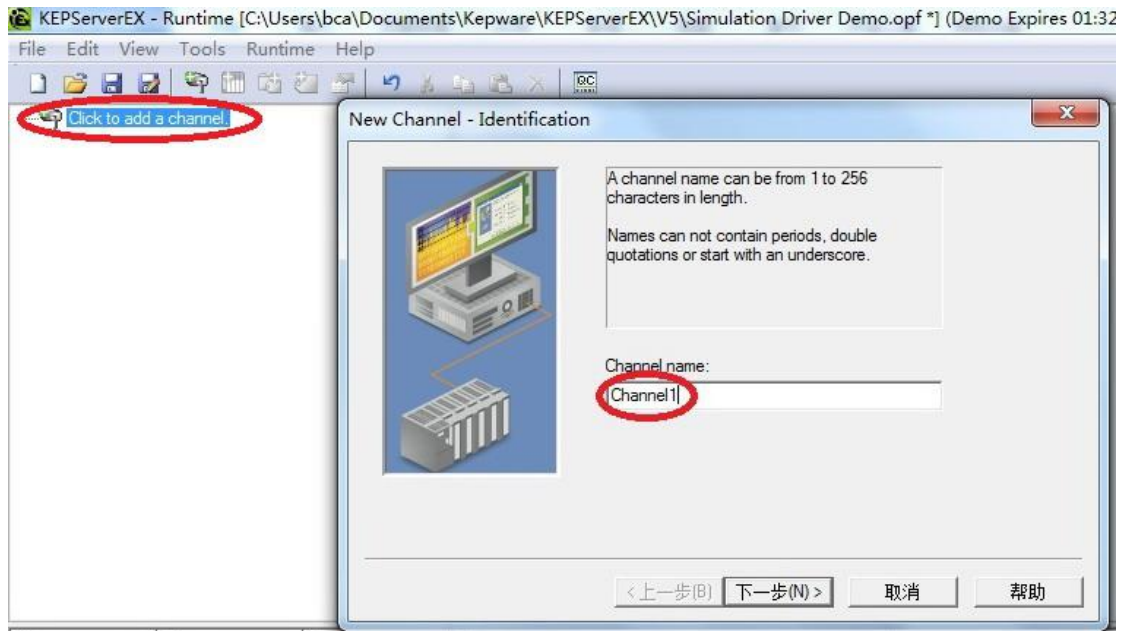 KEPServerEX - Runtime [C:\Users\bca\Documents\Kepware\KEPServerEX\V5\Simulation Driver Demo.opf *] (Demo Expires 01:32
File Edit View Tools Runtime Help
QC
Click to add a channel.
New Channel - Identification
A channel name can be from 1 to 256
characters in length.
Names can not contain periods, double
quotations or start with an underscore.
Channel name:
Channel1
<上一步(B) 下一步(N)> 取消 帮助